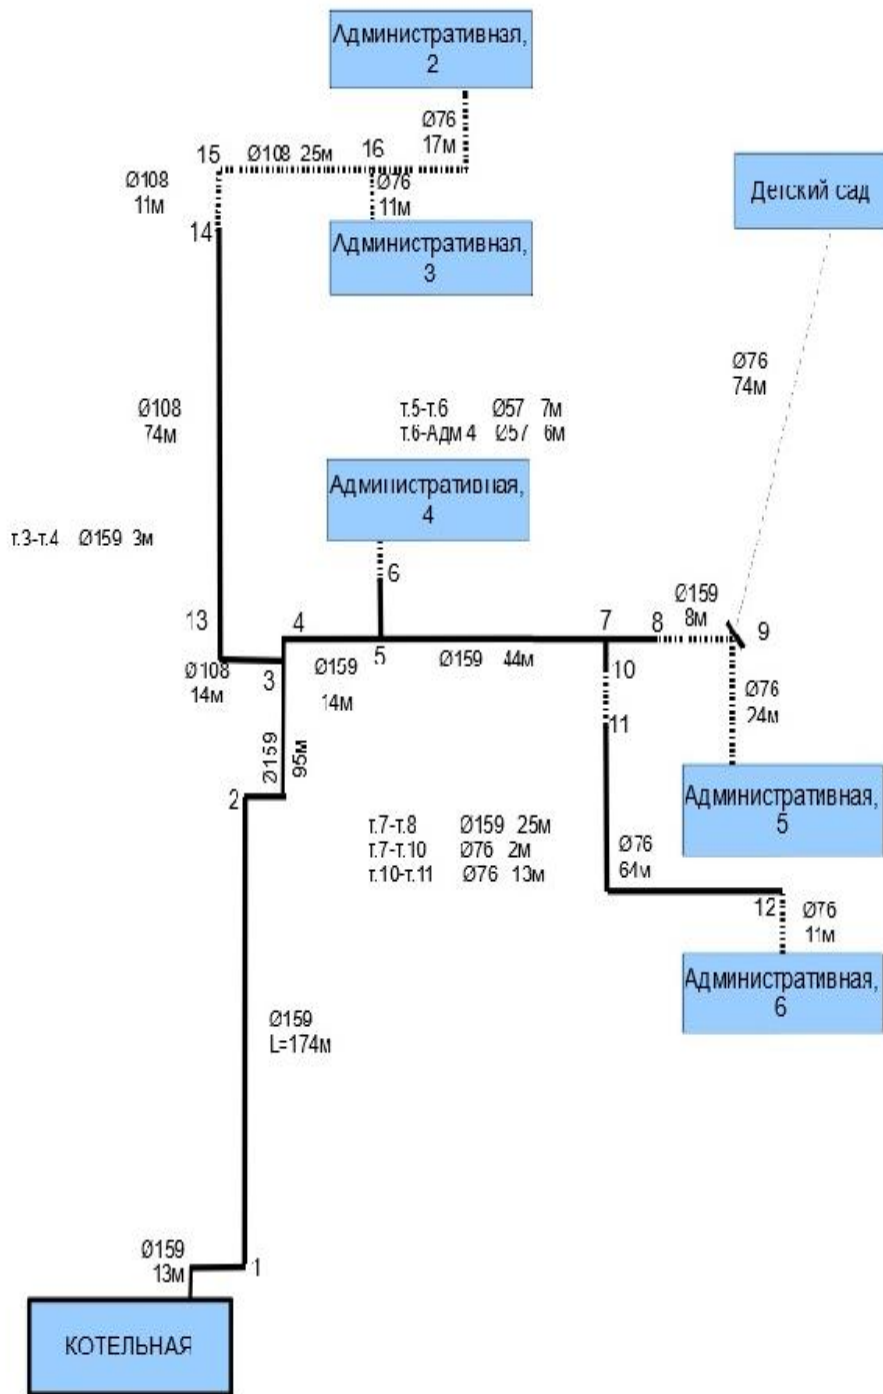 Административная,
2
Ø76
17м
15 Ø108 25м 16
Ø108
11м
Ø76
11м
14
Детский сад
Административная,
3
Ø76
74м
Ø108
74м
т.5-т.6 Ø57 7м
т.6-Адм 4 Ø57 6м
Административная,
4
т.3-т.4 Ø159 3м
6
Ø159
8м
13
4
7
8
9
Ø108
14м
3
Ø159
14м
5
Ø159 44м
10
Ø76
24м
11
Ø159
95м
2
Административная,
5
т.7-т.8 Ø159 25м
т.7-т.10 Ø76 2м
т.10-т.11 Ø76 13м
Ø76
64м
12
Ø76
11м
Административная,
6
Ø159
L=174м
Ø159
13м
1
КОТЕЛЬНАЯ